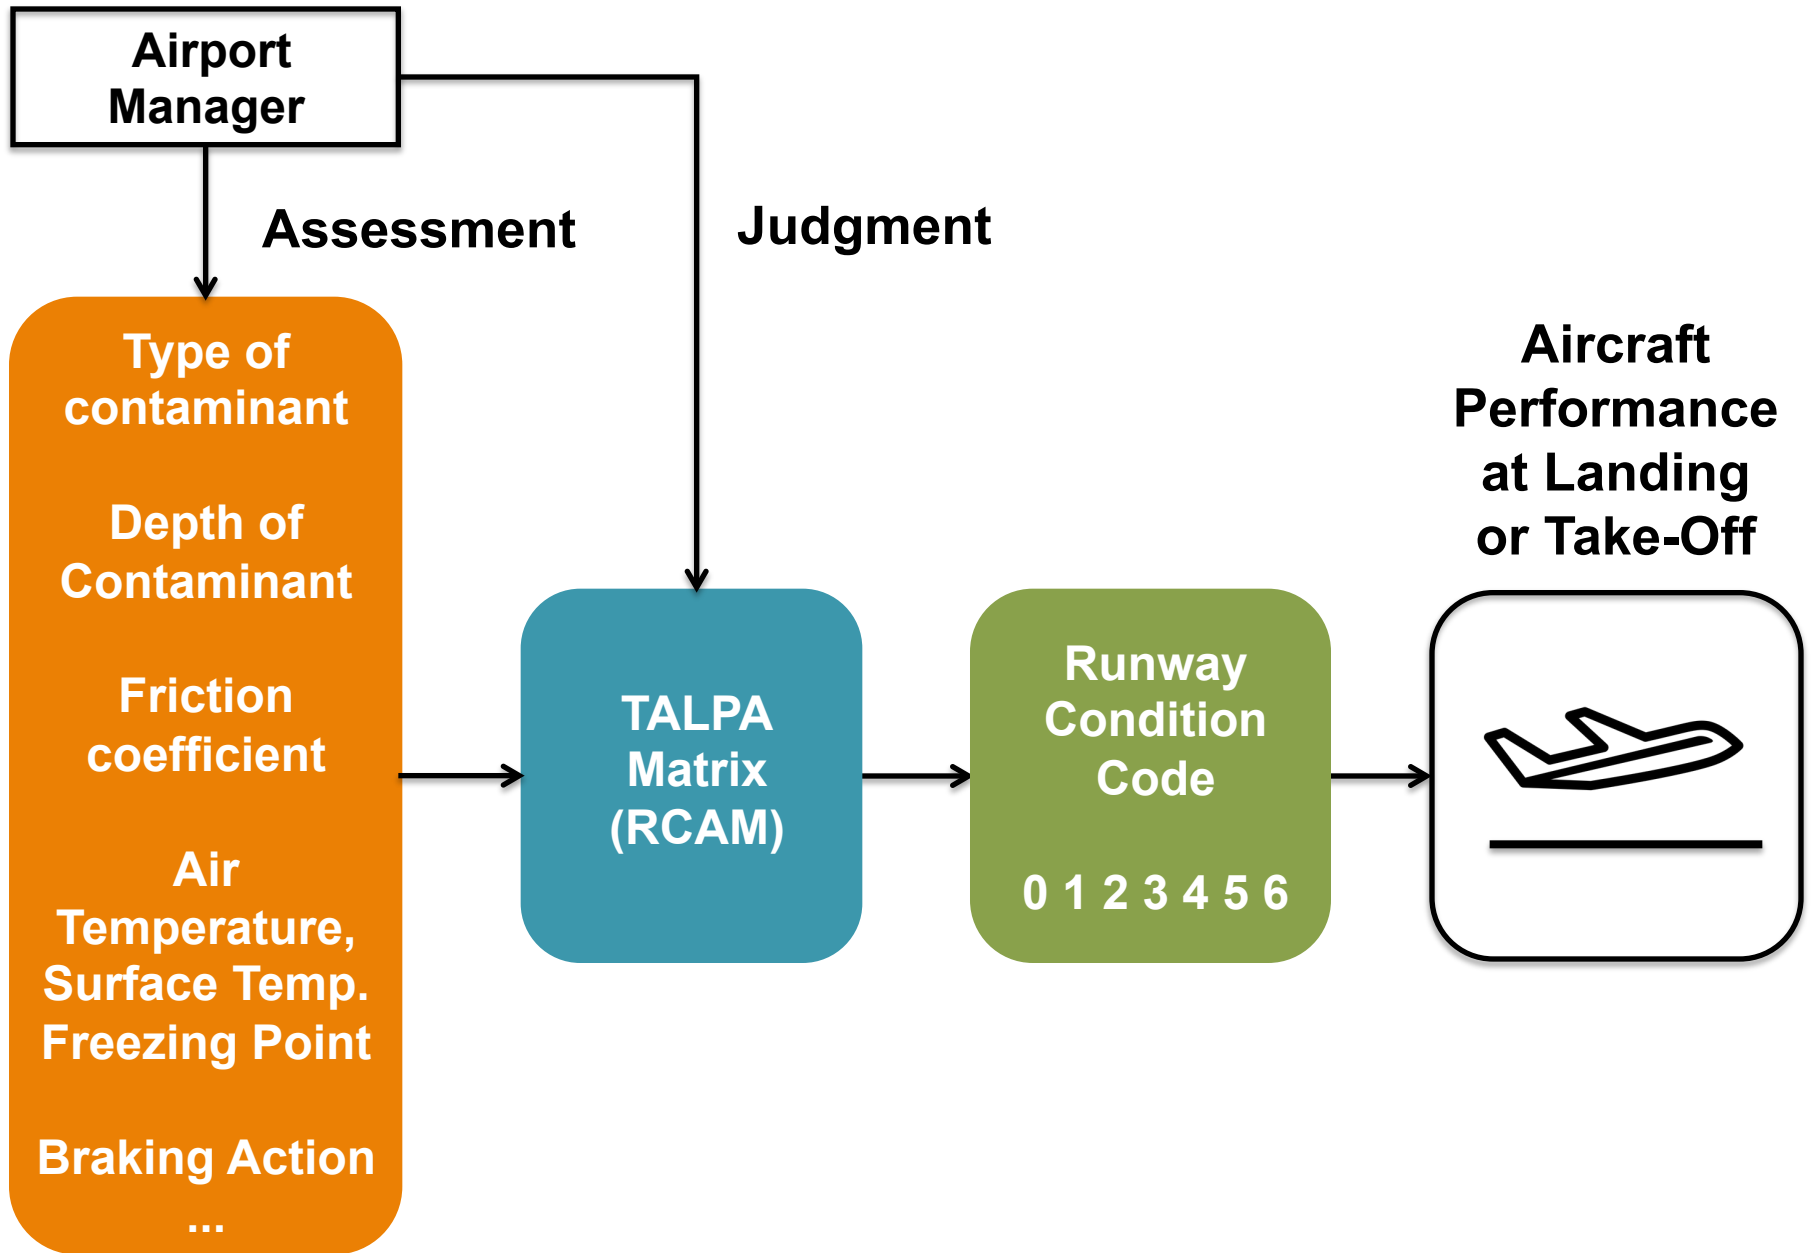 Airport
Manager
Assessment
Judgment
Type of
contaminant
Depth of
Contaminant
Friction
coefficient
Air
Temperature,
Surface Temp.
Freezing Point
Braking Action
...
TALPA
Matrix
(RCAM)
Runway
Condition
Code
0 1 2 3 4 5 6
Aircraft
Performance
at Landing
or Take-Off